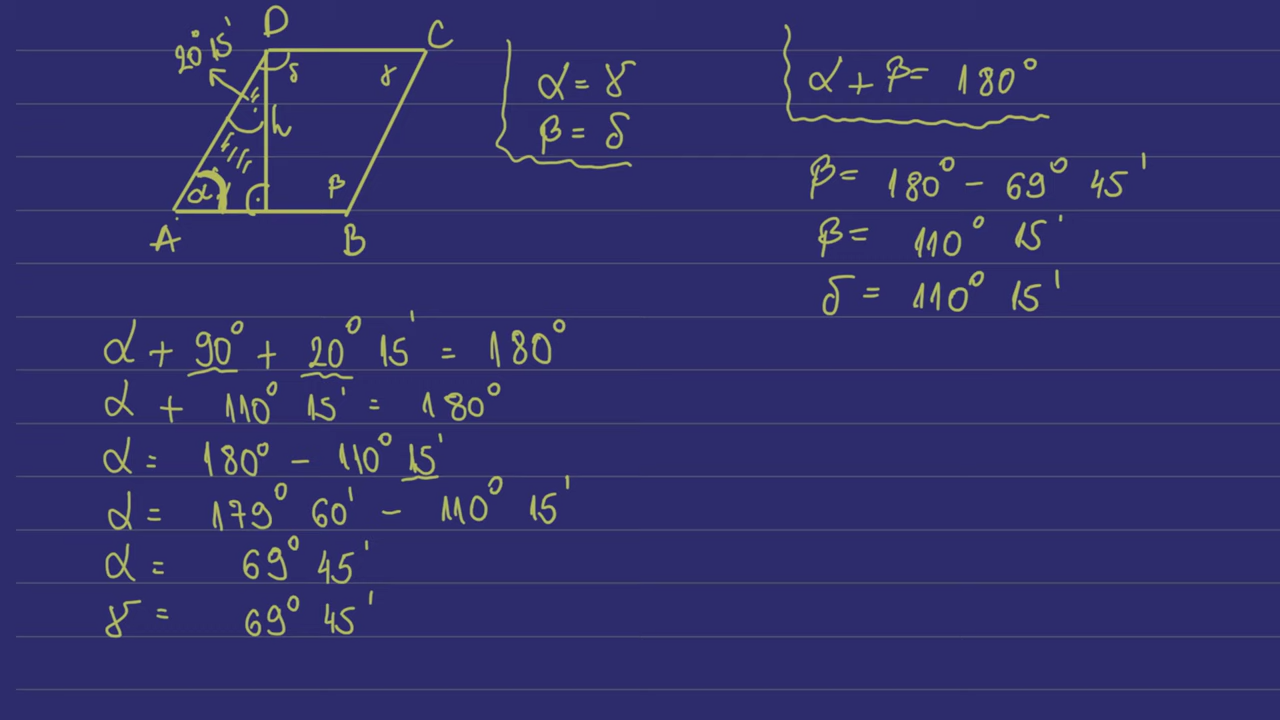 20° 15'
D
C
δ
γ
h
α
β
A
B
α = γ
β = δ
α + β = 180°
β = 180° - 69° 45'
β = 110° 15'
δ = 110° 15'
α + 90° + 20° 15' = 180°
α + 110° 15' = 180°
α = 180° - 110° 15'
α = 179° 60' - 110° 15'
α = 69° 45'
γ = 69° 45'